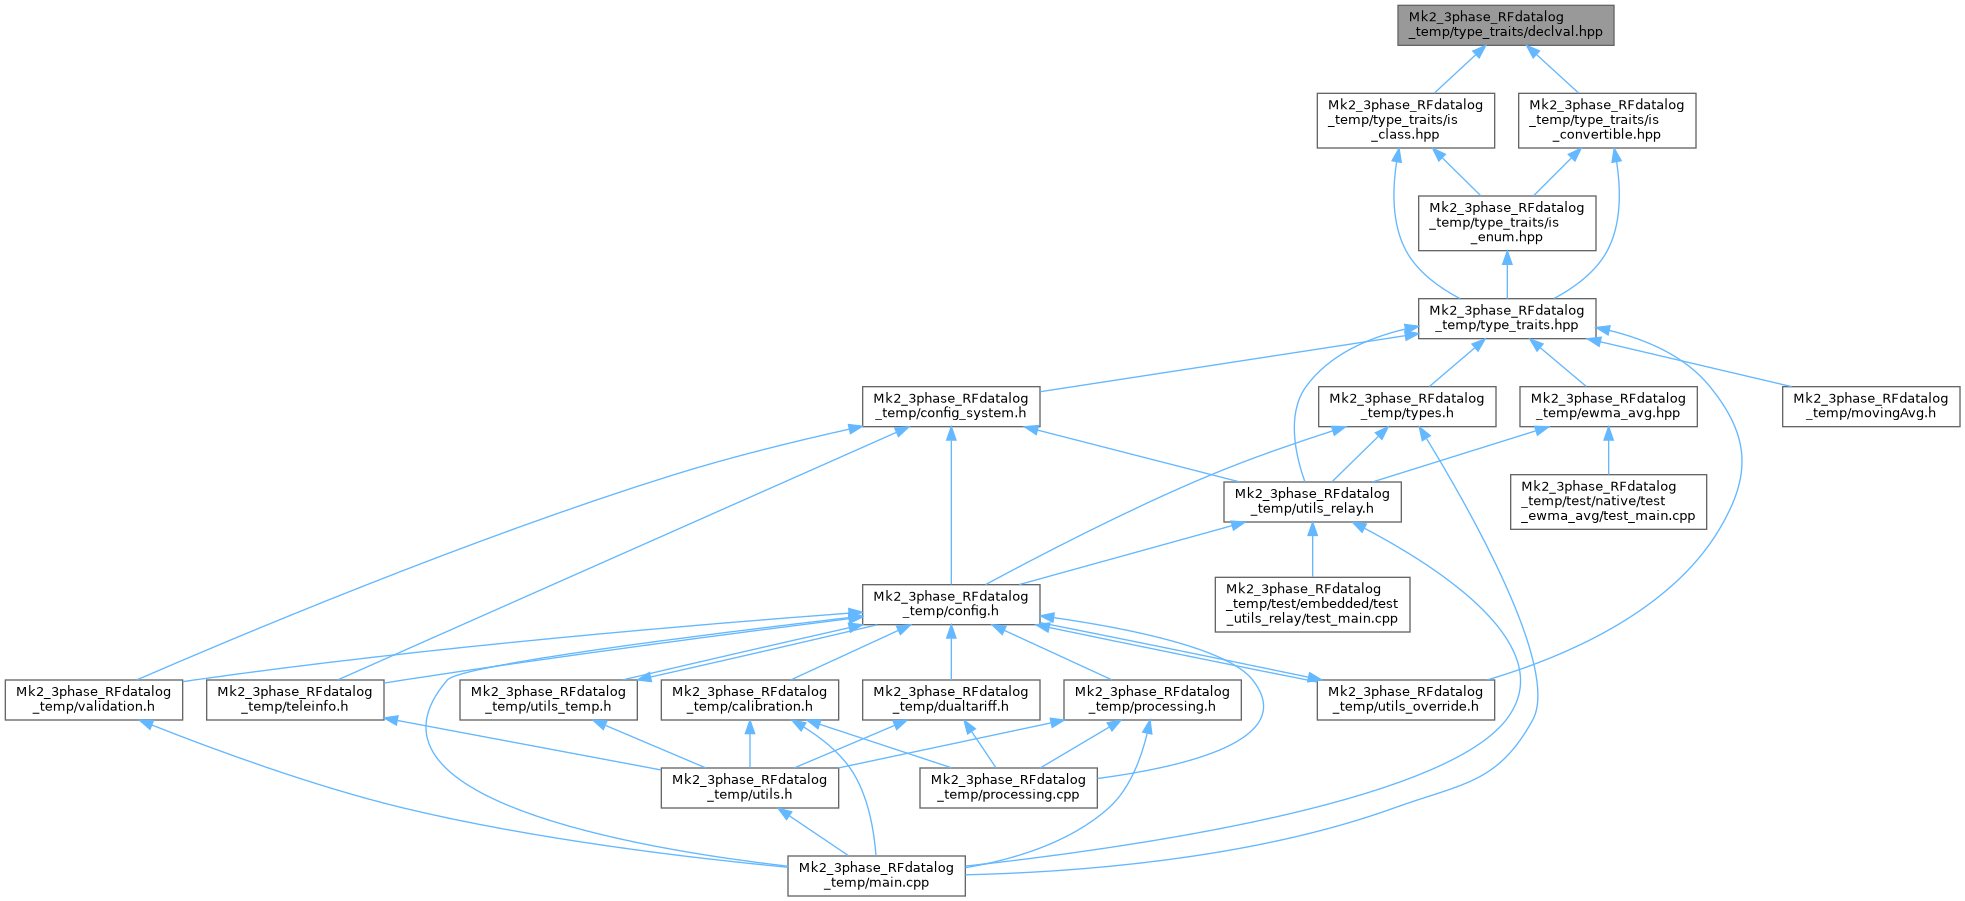 Mk2_3phase_RFdatalog
_temp/type_traits/declval.hpp
Mk2_3phase_RFdatalog
_temp/type_traits/is
_class.hpp
Mk2_3phase_RFdatalog
_temp/type_traits/is
_convertible.hpp
Mk2_3phase_RFdatalog
_temp/type_traits/is
_enum.hpp
Mk2_3phase_RFdatalog
_temp/type_traits.hpp
Mk2_3phase_RFdatalog
_temp/config_system.h
Mk2_3phase_RFdatalog
_temp/types.h
Mk2_3phase_RFdatalog
_temp/ewma_avg.hpp
Mk2_3phase_RFdatalog
_temp/movingAvg.h
Mk2_3phase_RFdatalog
_temp/utils_relay.h
Mk2_3phase_RFdatalog
_temp/test/native/test
_ewma_avg/test_main.cpp
Mk2_3phase_RFdatalog
_temp/config.h
Mk2_3phase_RFdatalog
_temp/test/embedded/test
_utils_relay/test_main.cpp
Mk2_3phase_RFdatalog
_temp/validation.h
Mk2_3phase_RFdatalog
_temp/teleinfo.h
Mk2_3phase_RFdatalog
_temp/utils_temp.h
Mk2_3phase_RFdatalog
_temp/calibration.h
Mk2_3phase_RFdatalog
_temp/dualtariff.h
Mk2_3phase_RFdatalog
_temp/processing.h
Mk2_3phase_RFdatalog
_temp/utils_override.h
Mk2_3phase_RFdatalog
_temp/utils.h
Mk2_3phase_RFdatalog
_temp/processing.cpp
Mk2_3phase_RFdatalog
_temp/main.cpp